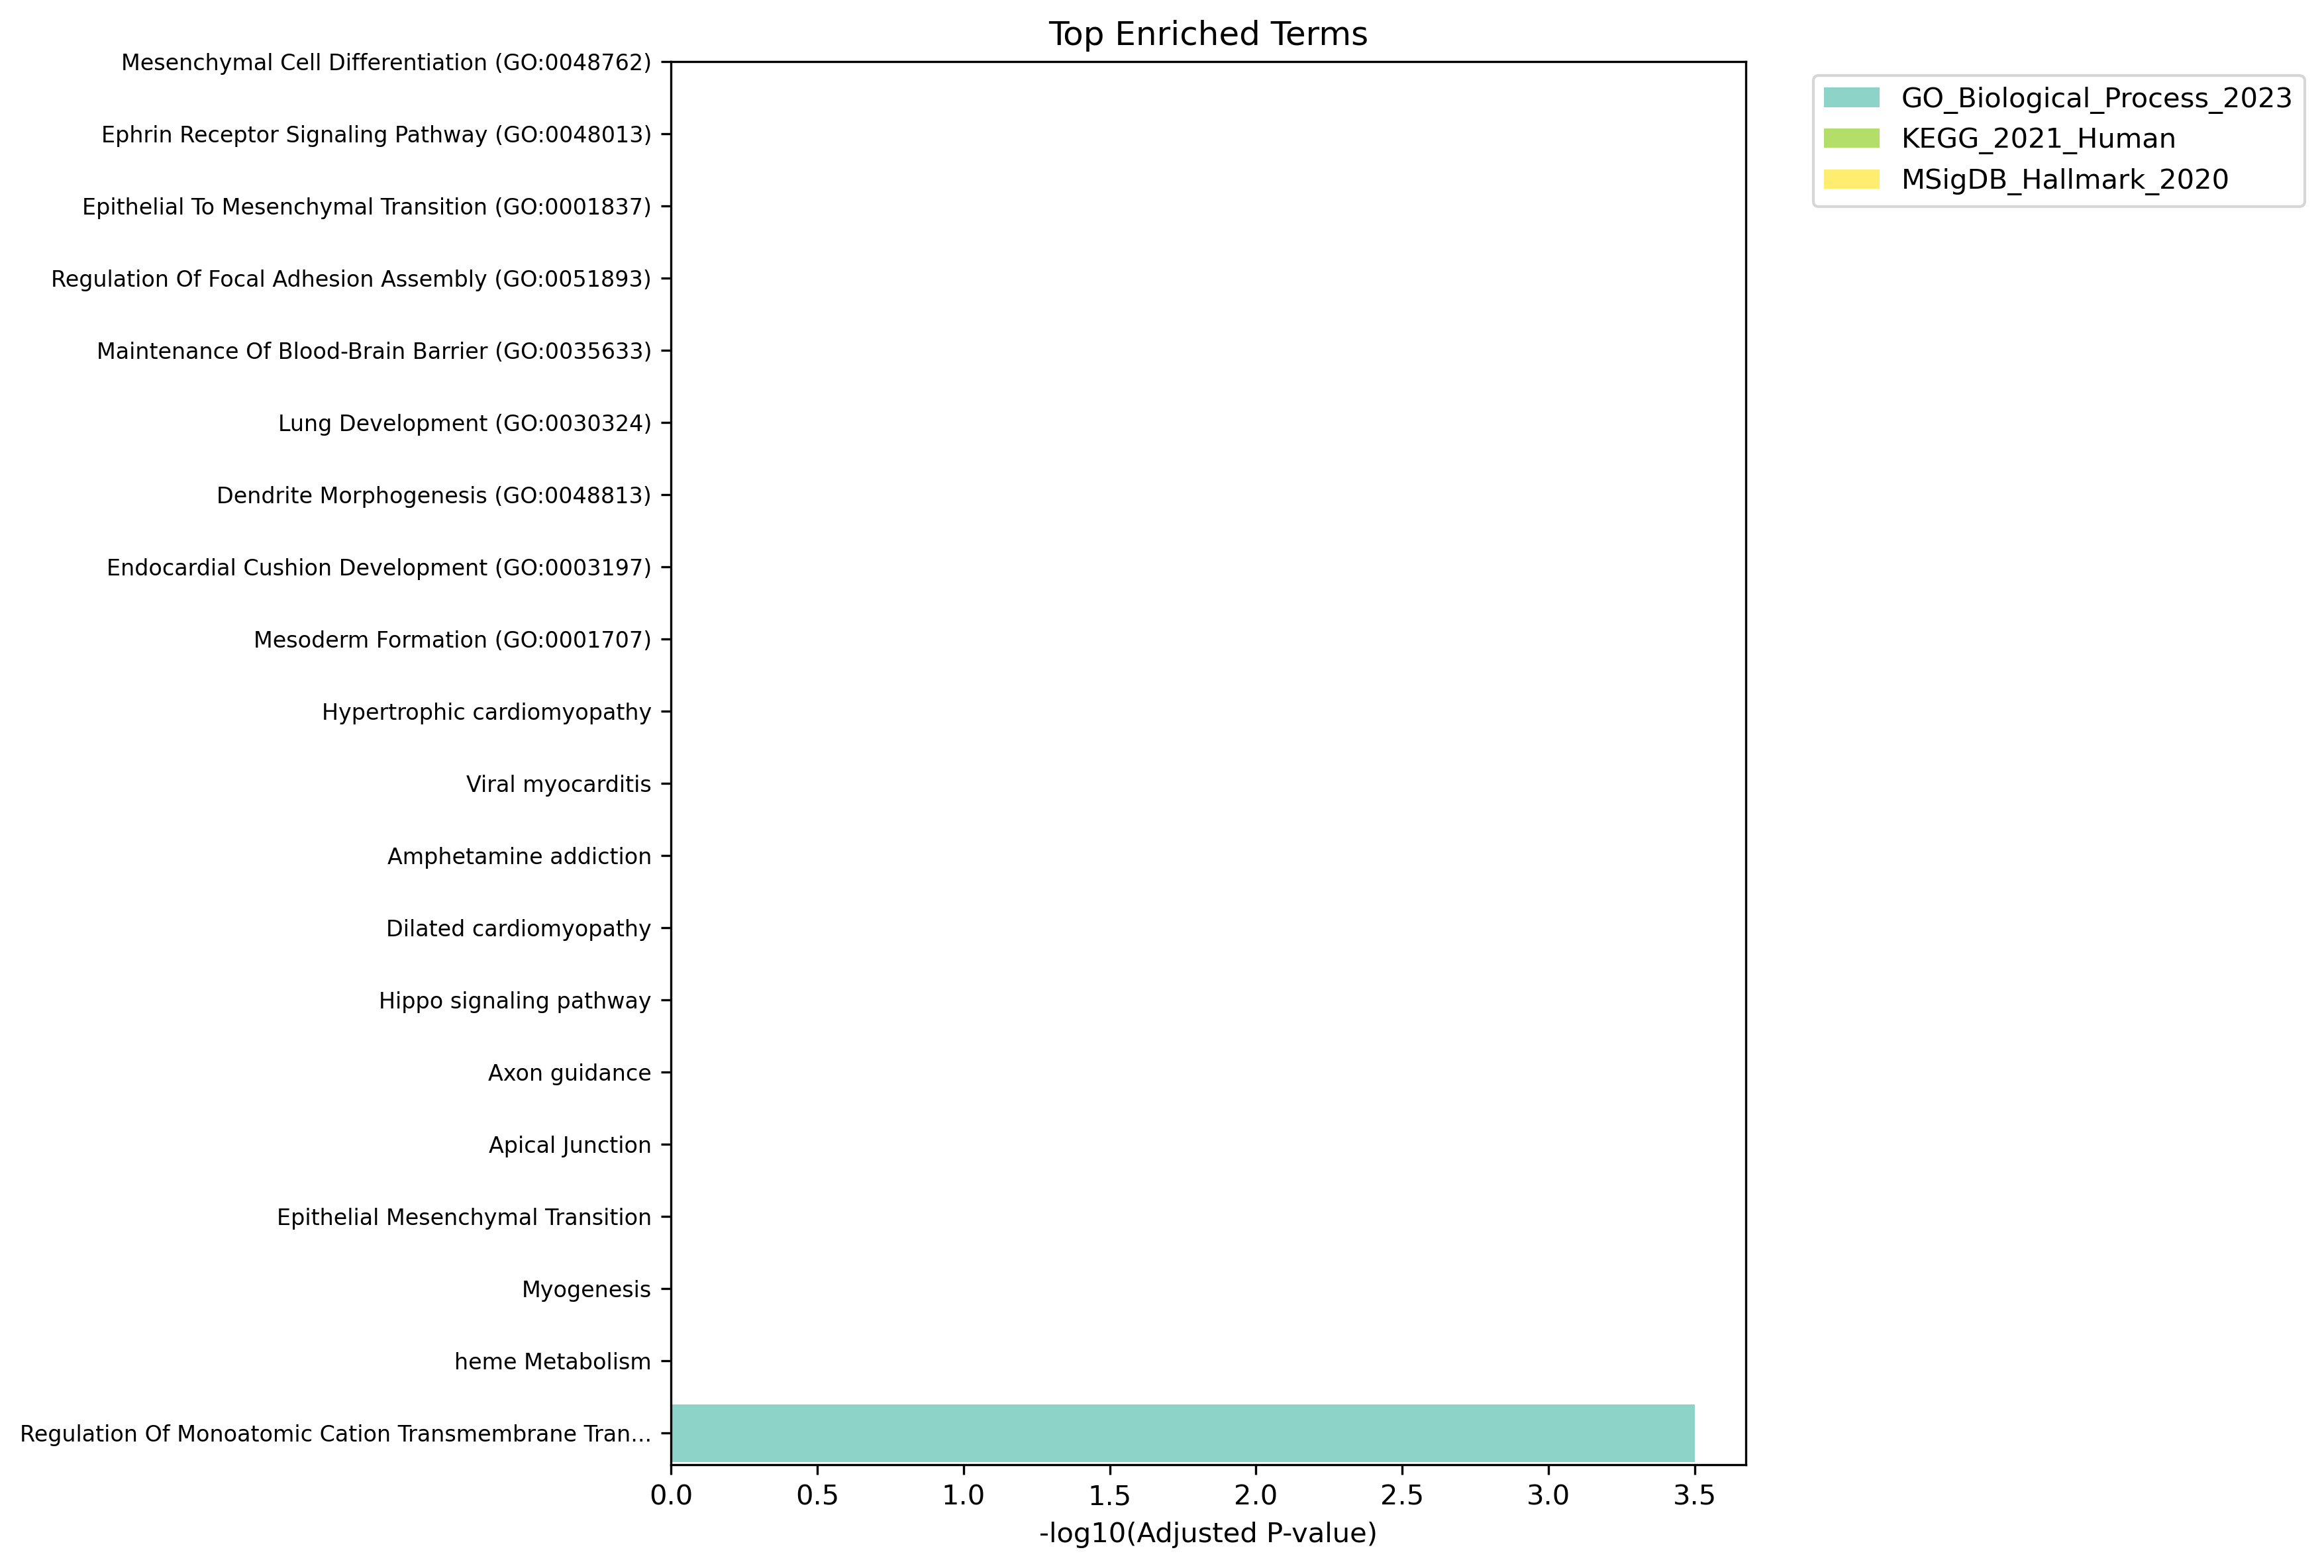 Top Enriched Terms
Mesenchymal Cell Differentiation (GO:0048762)
Ephrin Receptor Signaling Pathway (GO:0048013)
Epithelial To Mesenchymal Transition (GO:0001837)
Regulation Of Focal Adhesion Assembly (GO:0051893)
Maintenance Of Blood-Brain Barrier (GO:0035633)
Lung Development (GO:0030324)
Dendrite Morphogenesis (GO:0048813)
Endocardial Cushion Development (GO:0003197)
Mesoderm Formation (GO:0001707)
Hypertrophic cardiomyopathy
Viral myocarditis
Amphetamine addiction
Dilated cardiomyopathy
Hippo signaling pathway
Axon guidance
Apical Junction
Epithelial Mesenchymal Transition
Myogenesis
heme Metabolism
Regulation Of Monoatomic Cation Transmembrane Tran...
0.0 0.5 1.0 1.5 2.0 2.5 3.0 3.5
-log10(Adjusted P-value)
GO_Biological_Process_2023
KEGG_2021_Human
MSigDB_Hallmark_2020